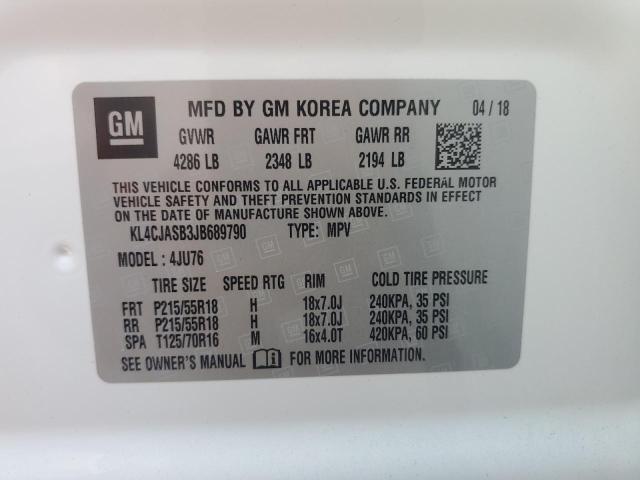 GM MFD BY GM KOREA COMPANY 04 / 18
GVWR GAWR FRT GAWR RR
4286 LB 2348 LB 2194 LB
THIS VEHICLE CONFORMS TO ALL APPLICABLE U.S. FEDERAL MOTOR
VEHICLE SAFETY AND THEFT PREVENTION STANDARDS IN EFFECT
ON THE DATE OF MANUFACTURE SHOWN ABOVE.
KL4CJASB3JB689790 TYPE: MPV
MODEL : 4JU76
TIRE SIZE SPEED RTG RIM COLD TIRE PRESSURE
FRT P215/55R18 H 18x7.0J 240KPA, 35 PSI
RR P215/55R18 H 18x7.0J 240KPA, 35 PSI
SPA T125/70R16 M 16x4.0T 420KPA, 60 PSI
SEE OWNER'S MANUAL FOR MORE INFORMATION.